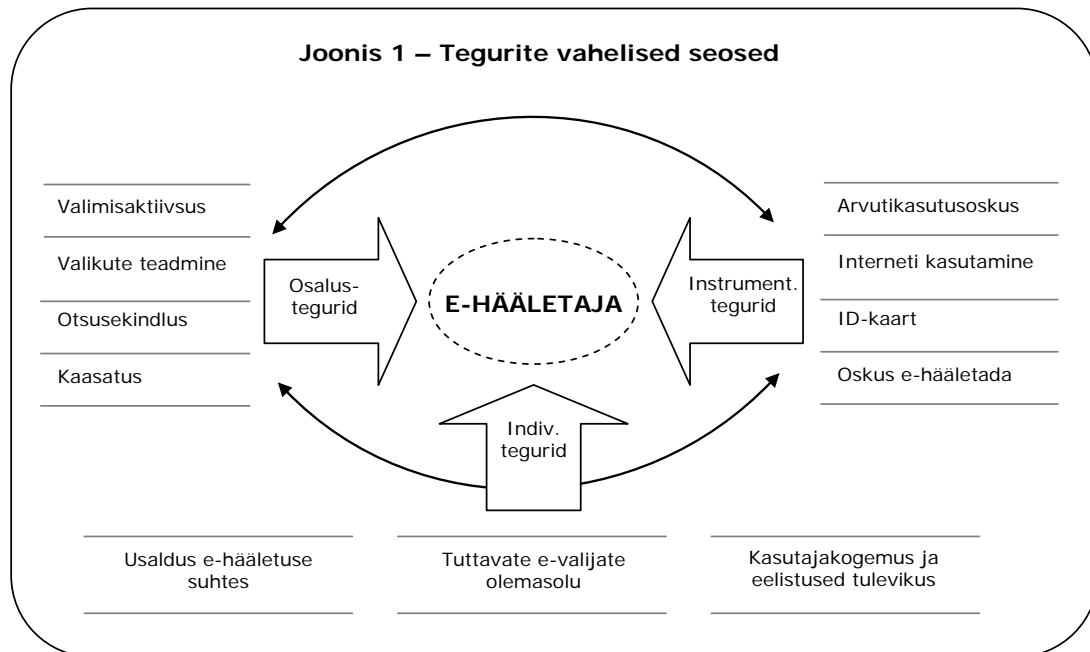 Joonis 1 – Tegurite vahelised seosed
Valimisaktiivsus
Valikute teadmine
Otsusekindlus
Kaasatus
Osalus-
tegurid
E-HÄÄLETAJA
Instrument.
tegurid
Arvutikasutusoskus
Interneti kasutamine
ID-kaart
Oskus e-hääletada
Indiv.
tegurid
Usaldus e-hääletuse
suhtes
Tuttavate e-valijate
olemasolu
Kasutajakogemus ja
eelistused tulevikus